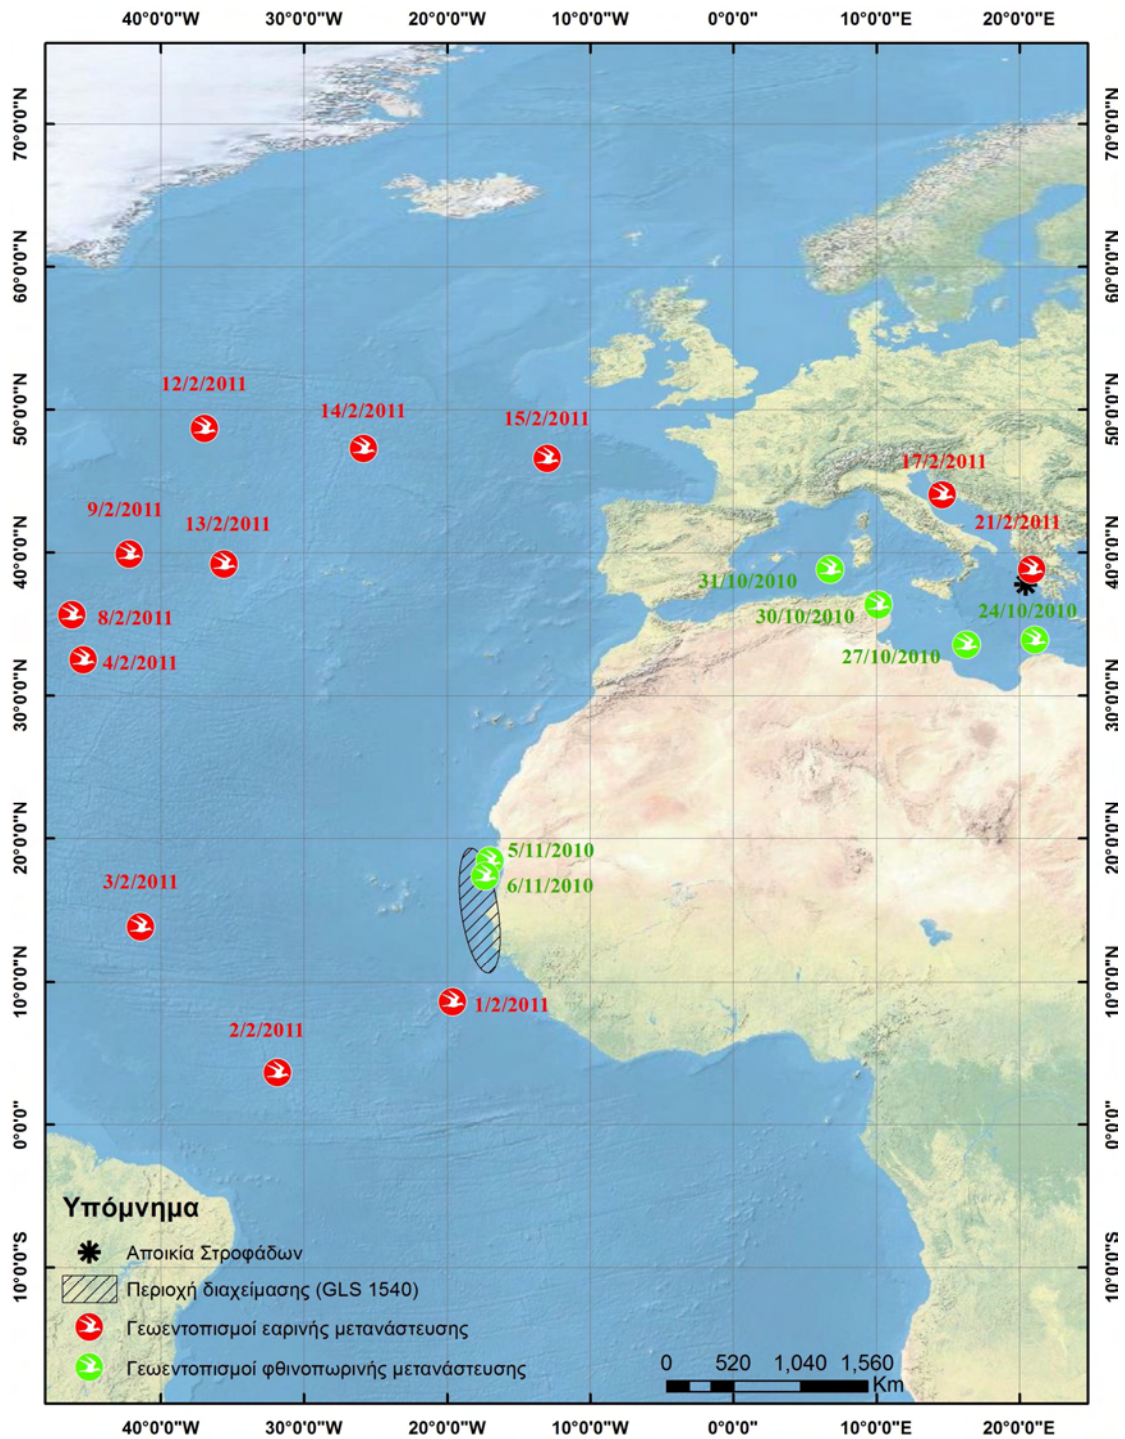 40°0'0"W 30°0'0"W 20°0'0"W 10°0'0"W 0°0'0" 10°0'0"E 20°0'0"E
70°0'0"N 70°0'0"N
60°0'0"N 60°0'0"N
12/2/2011
14/2/2011
15/2/2011
50°0'0"N 50°0'0"N
17/2/2011
9/2/2011
13/2/2011
21/2/2011
40°0'0"N 40°0'0"N
31/10/2010
8/2/2011
30/10/2010
24/10/2010
4/2/2011
27/10/2010
30°0'0"N 30°0'0"N
20°0'0"N 20°0'0"N
5/11/2010
3/2/2011
6/11/2010
10°0'0"N 10°0'0"N
1/2/2011
2/2/2011
0°0'0" 0°0'0"
Υπόμνημα
Αποικία Στροφάδων
10°0'0"S 10°0'0"S
Περιοχή διαχείμασης (GLS 1540)
Γεωεντοπισμοί εαρινής μετανάστευσης
Γεωεντοπισμοί φθινοπωρινής μετανάστευσης
0 520 1,040 1,560
Km
40°0'0"W 30°0'0"W 20°0'0"W 10°0'0"W 0°0'0" 10°0'0"E 20°0'0"E